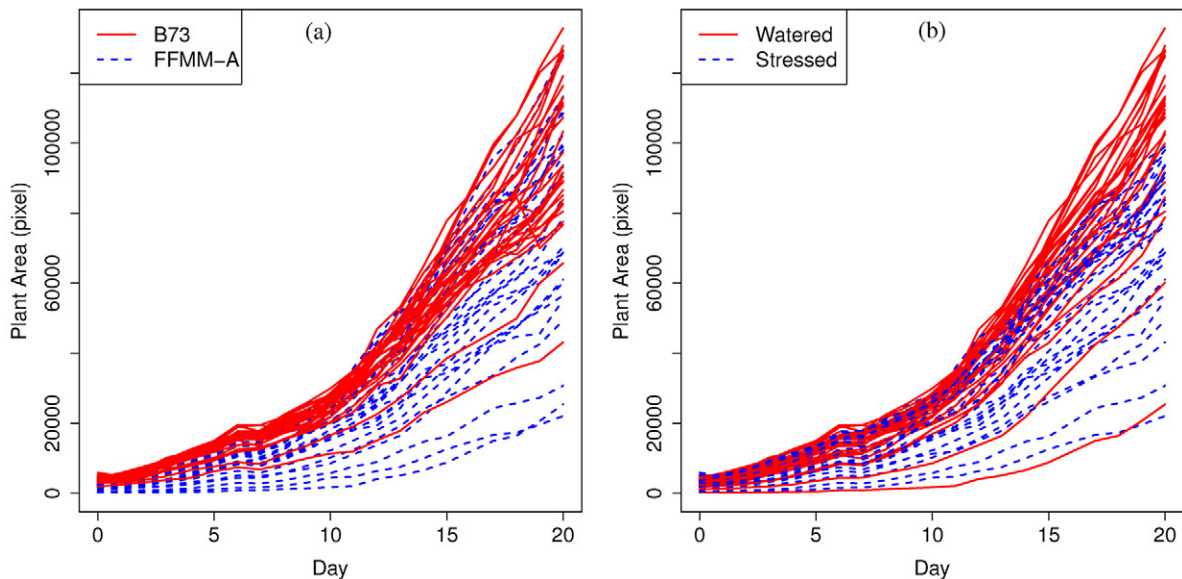 (a)
B73
FFMM-A
Plant Area (pixel)
100000
60000
20000
0
0 5 10 15 20
Day
(b)
Watered
Stressed
Plant Area (pixel)
100000
60000
20000
0
0 5 10 15 20
Day